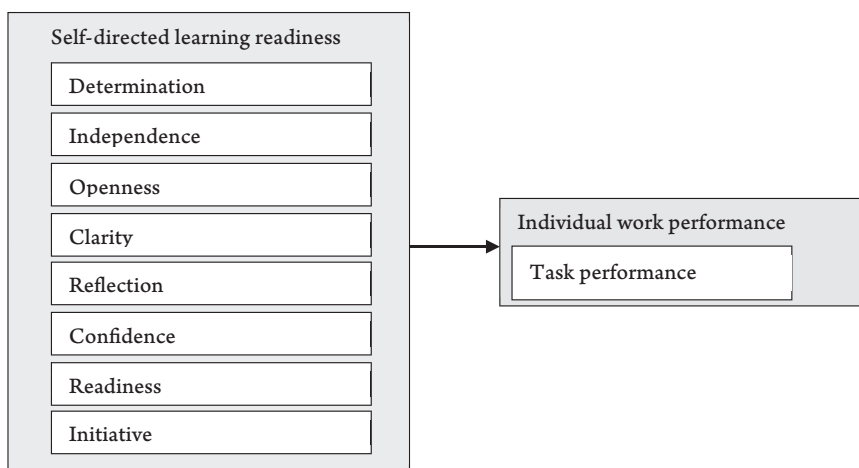 Self-directed learning readiness
Determination
Independence
Openness
Clarity
Reflection
Confidence
Readiness
Initiative
Individual work performance
Task performance